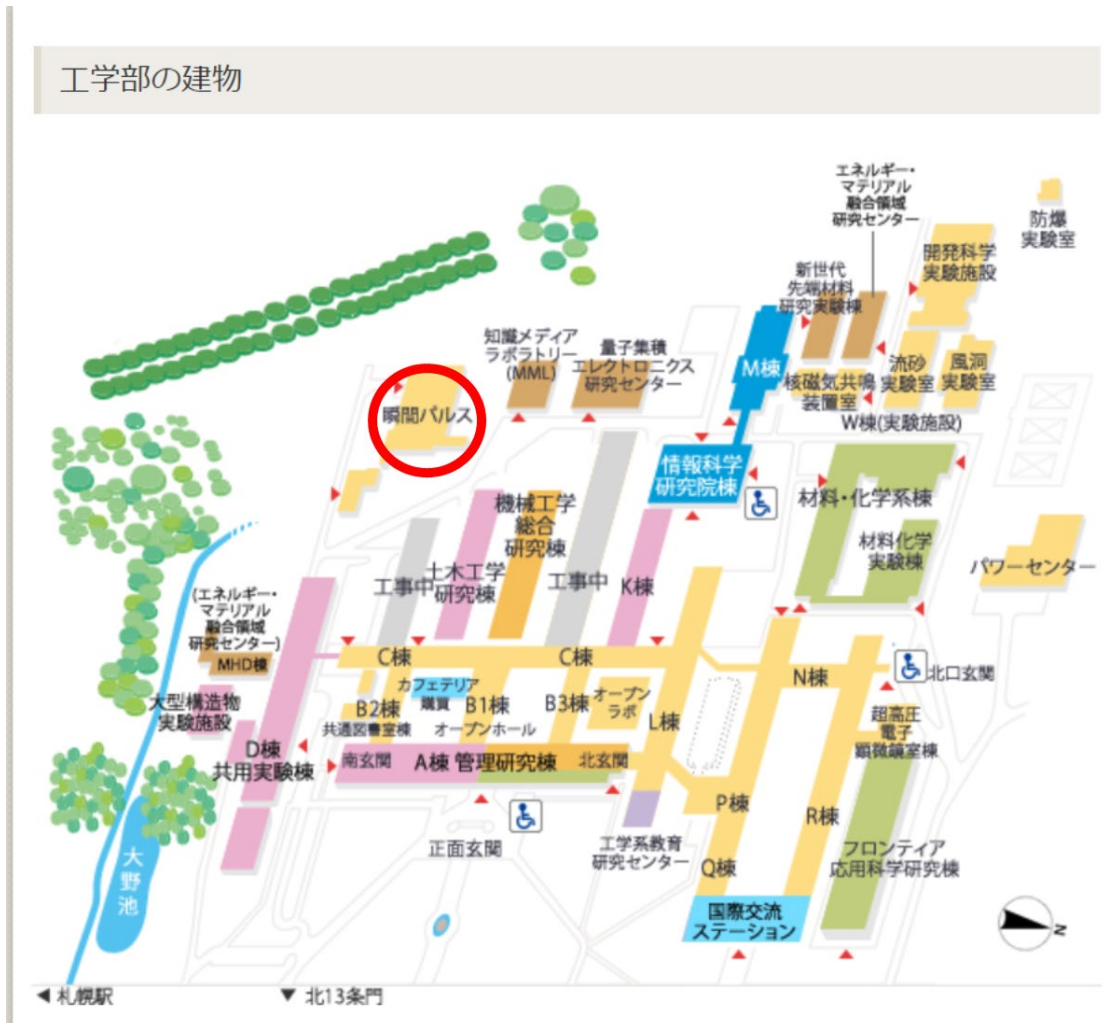 工学部の建物
エネルギー・
マテリアル
融合領域
研究センター
防爆
実験室
開発科学
実験施設
新世代
先端材料
研究実験棟
知識メディア
ラボラトリー
(MML)
量子集積
エレクトロニクス
研究センター
M棟
核磁気共鳴
装置室
流砂
実験室
風洞
実験室
瞬間パルス
W棟(実験施設)
情報科学
研究院棟
材料・化学系棟
機械工学
総合
研究棟
材料化学
実験棟
パワーセンター
工事中
土木工学
研究棟
工事中
K棟
(エネルギー・
マテリアル
融合領域
研究センター)
MHD棟
C棟
C棟
N棟
北口玄関
大型構造物
実験施設
カフェテリア
購買
B2棟
共通図書室棟
B1棟
オープンホール
B3棟
オープン
ラボ
L棟
超高圧
電子
顕微鏡室棟
D棟
共用実験棟
南玄関
A棟 管理研究棟
北玄関
P棟
R棟
正面玄関
工学系教育
研究センター
Q棟
フロンティア
応用科学研究棟
大
野
池
国際交流
ステーション
N
◀ 札幌駅
▼ 北13条門